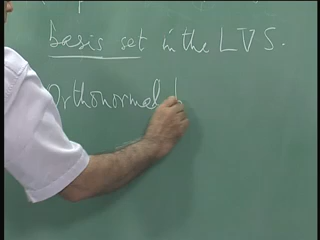 basis set in the LVS.
Orthonormal